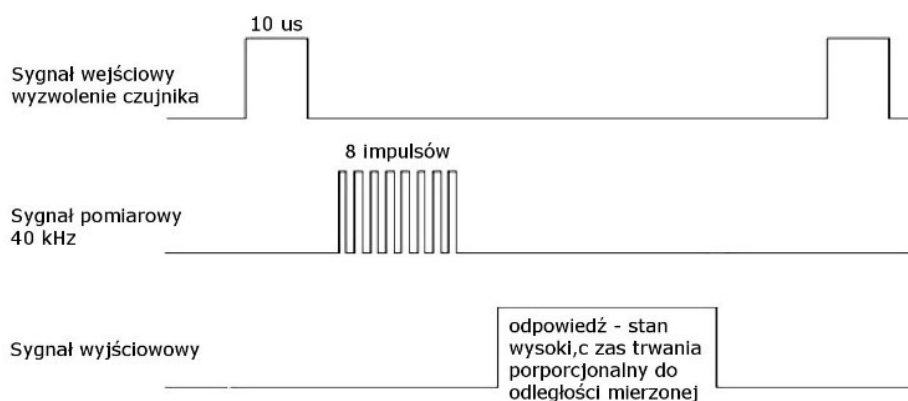 10 us
Sygnał wejściowy
wyzwolenie czujnika
8 impulsów
Sygnał pomiarowy
40 kHz
Sygnał wyjściowowy
odpowiedź - stan
wysoki,c zas trwania
porporcjonalny do
odległości mierzonej